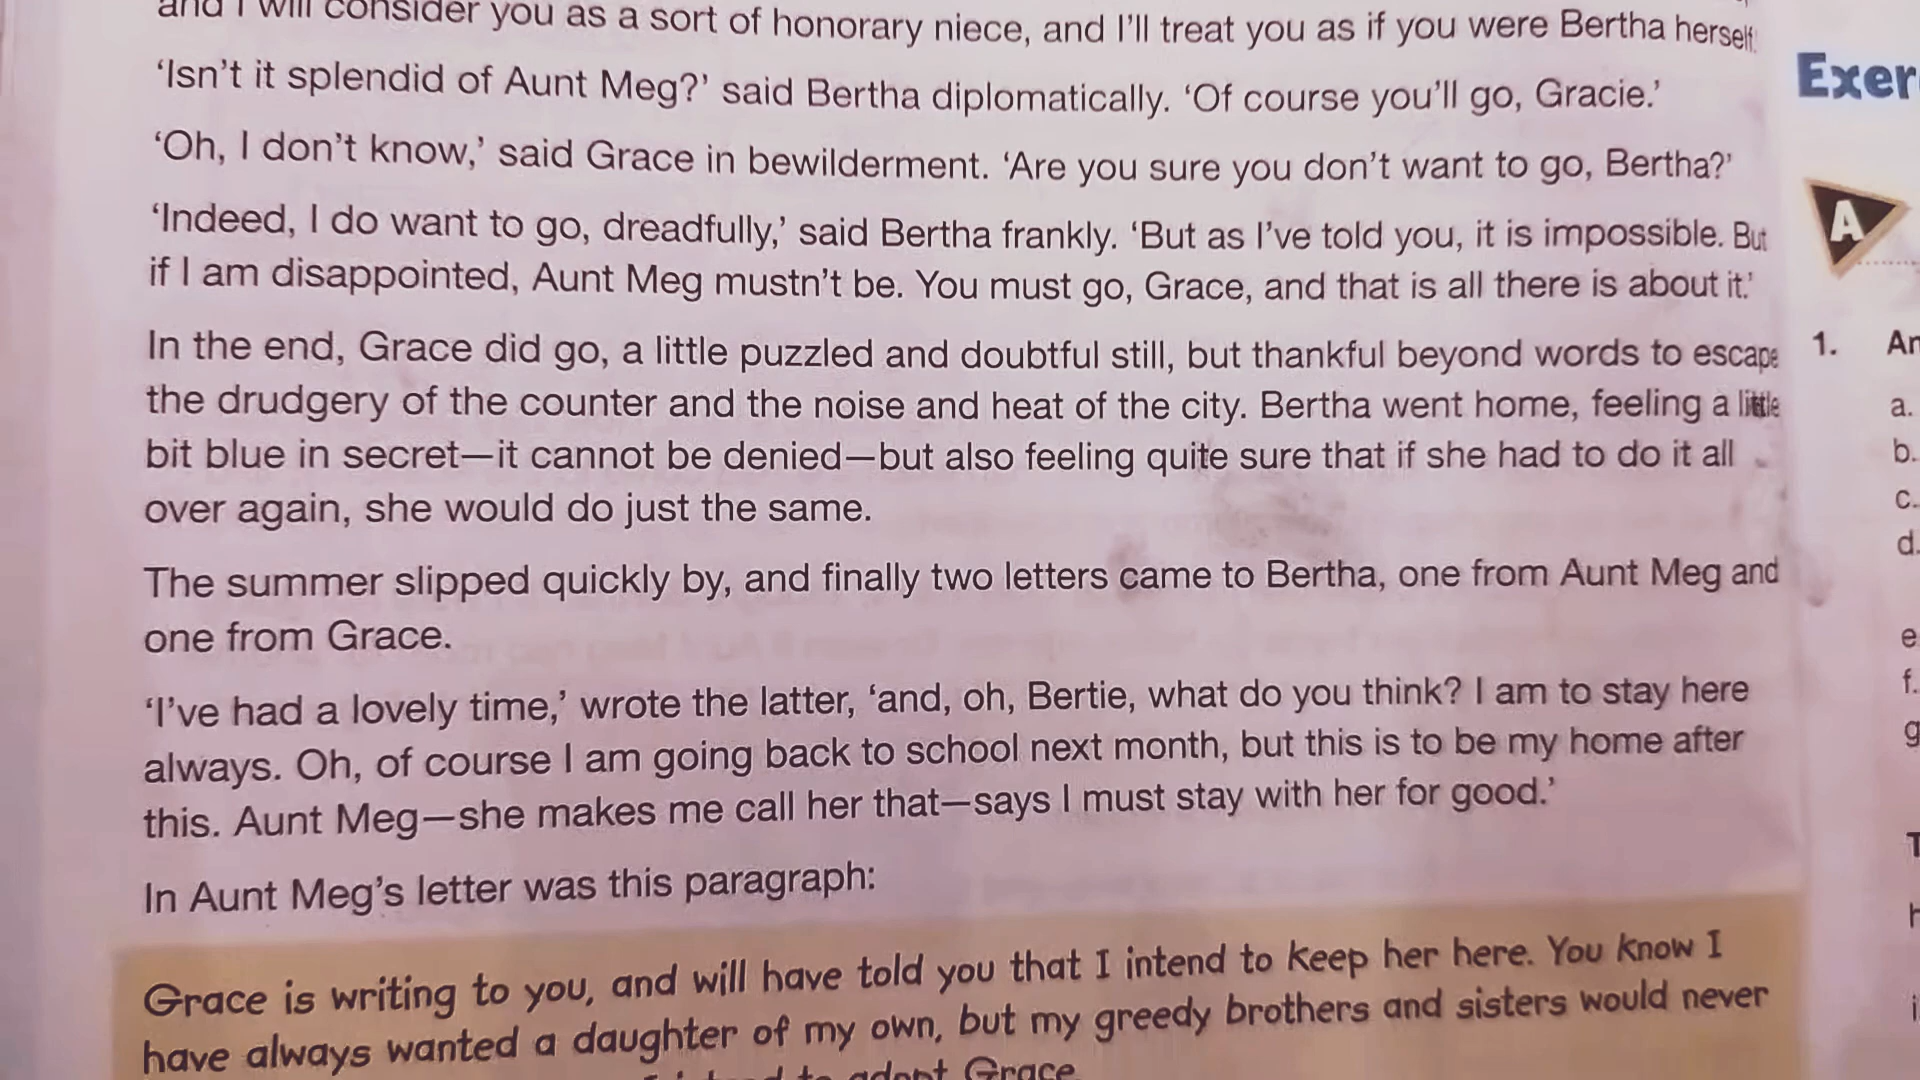 and I will consider you as a sort of honorary niece, and I'll treat you as if you were Bertha herself.
'Isn't it splendid of Aunt Meg?' said Bertha diplomatically. 'Of course you'll go, Gracie.'
'Oh, I don't know,' said Grace in bewilderment. 'Are you sure you don't want to go, Bertha?'
'Indeed, I do want to go, dreadfully,' said Bertha frankly. 'But as I've told you, it is impossible. But
if I am disappointed, Aunt Meg mustn't be. You must go, Grace, and that is all there is about it.'
In the end, Grace did go, a little puzzled and doubtful still, but thankful beyond words to escape
the drudgery of the counter and the noise and heat of the city. Bertha went home, feeling a little
bit blue in secret—it cannot be denied—but also feeling quite sure that if she had to do it all
over again, she would do just the same.
The summer slipped quickly by, and finally two letters came to Bertha, one from Aunt Meg and
one from Grace.
'I've had a lovely time,' wrote the latter, 'and, oh, Bertie, what do you think? I am to stay here
always. Oh, of course I am going back to school next month, but this is to be my home after
this. Aunt Meg—she makes me call her that—says I must stay with her for good.'
In Aunt Meg's letter was this paragraph:
Grace is writing to you, and will have told you that I intend to keep her here. You know I
have always wanted a daughter of my own, but my greedy brothers and sisters would never
to adopt Grace
Exer
A
1. An
a.
b.
c.
d.
e
f.
g